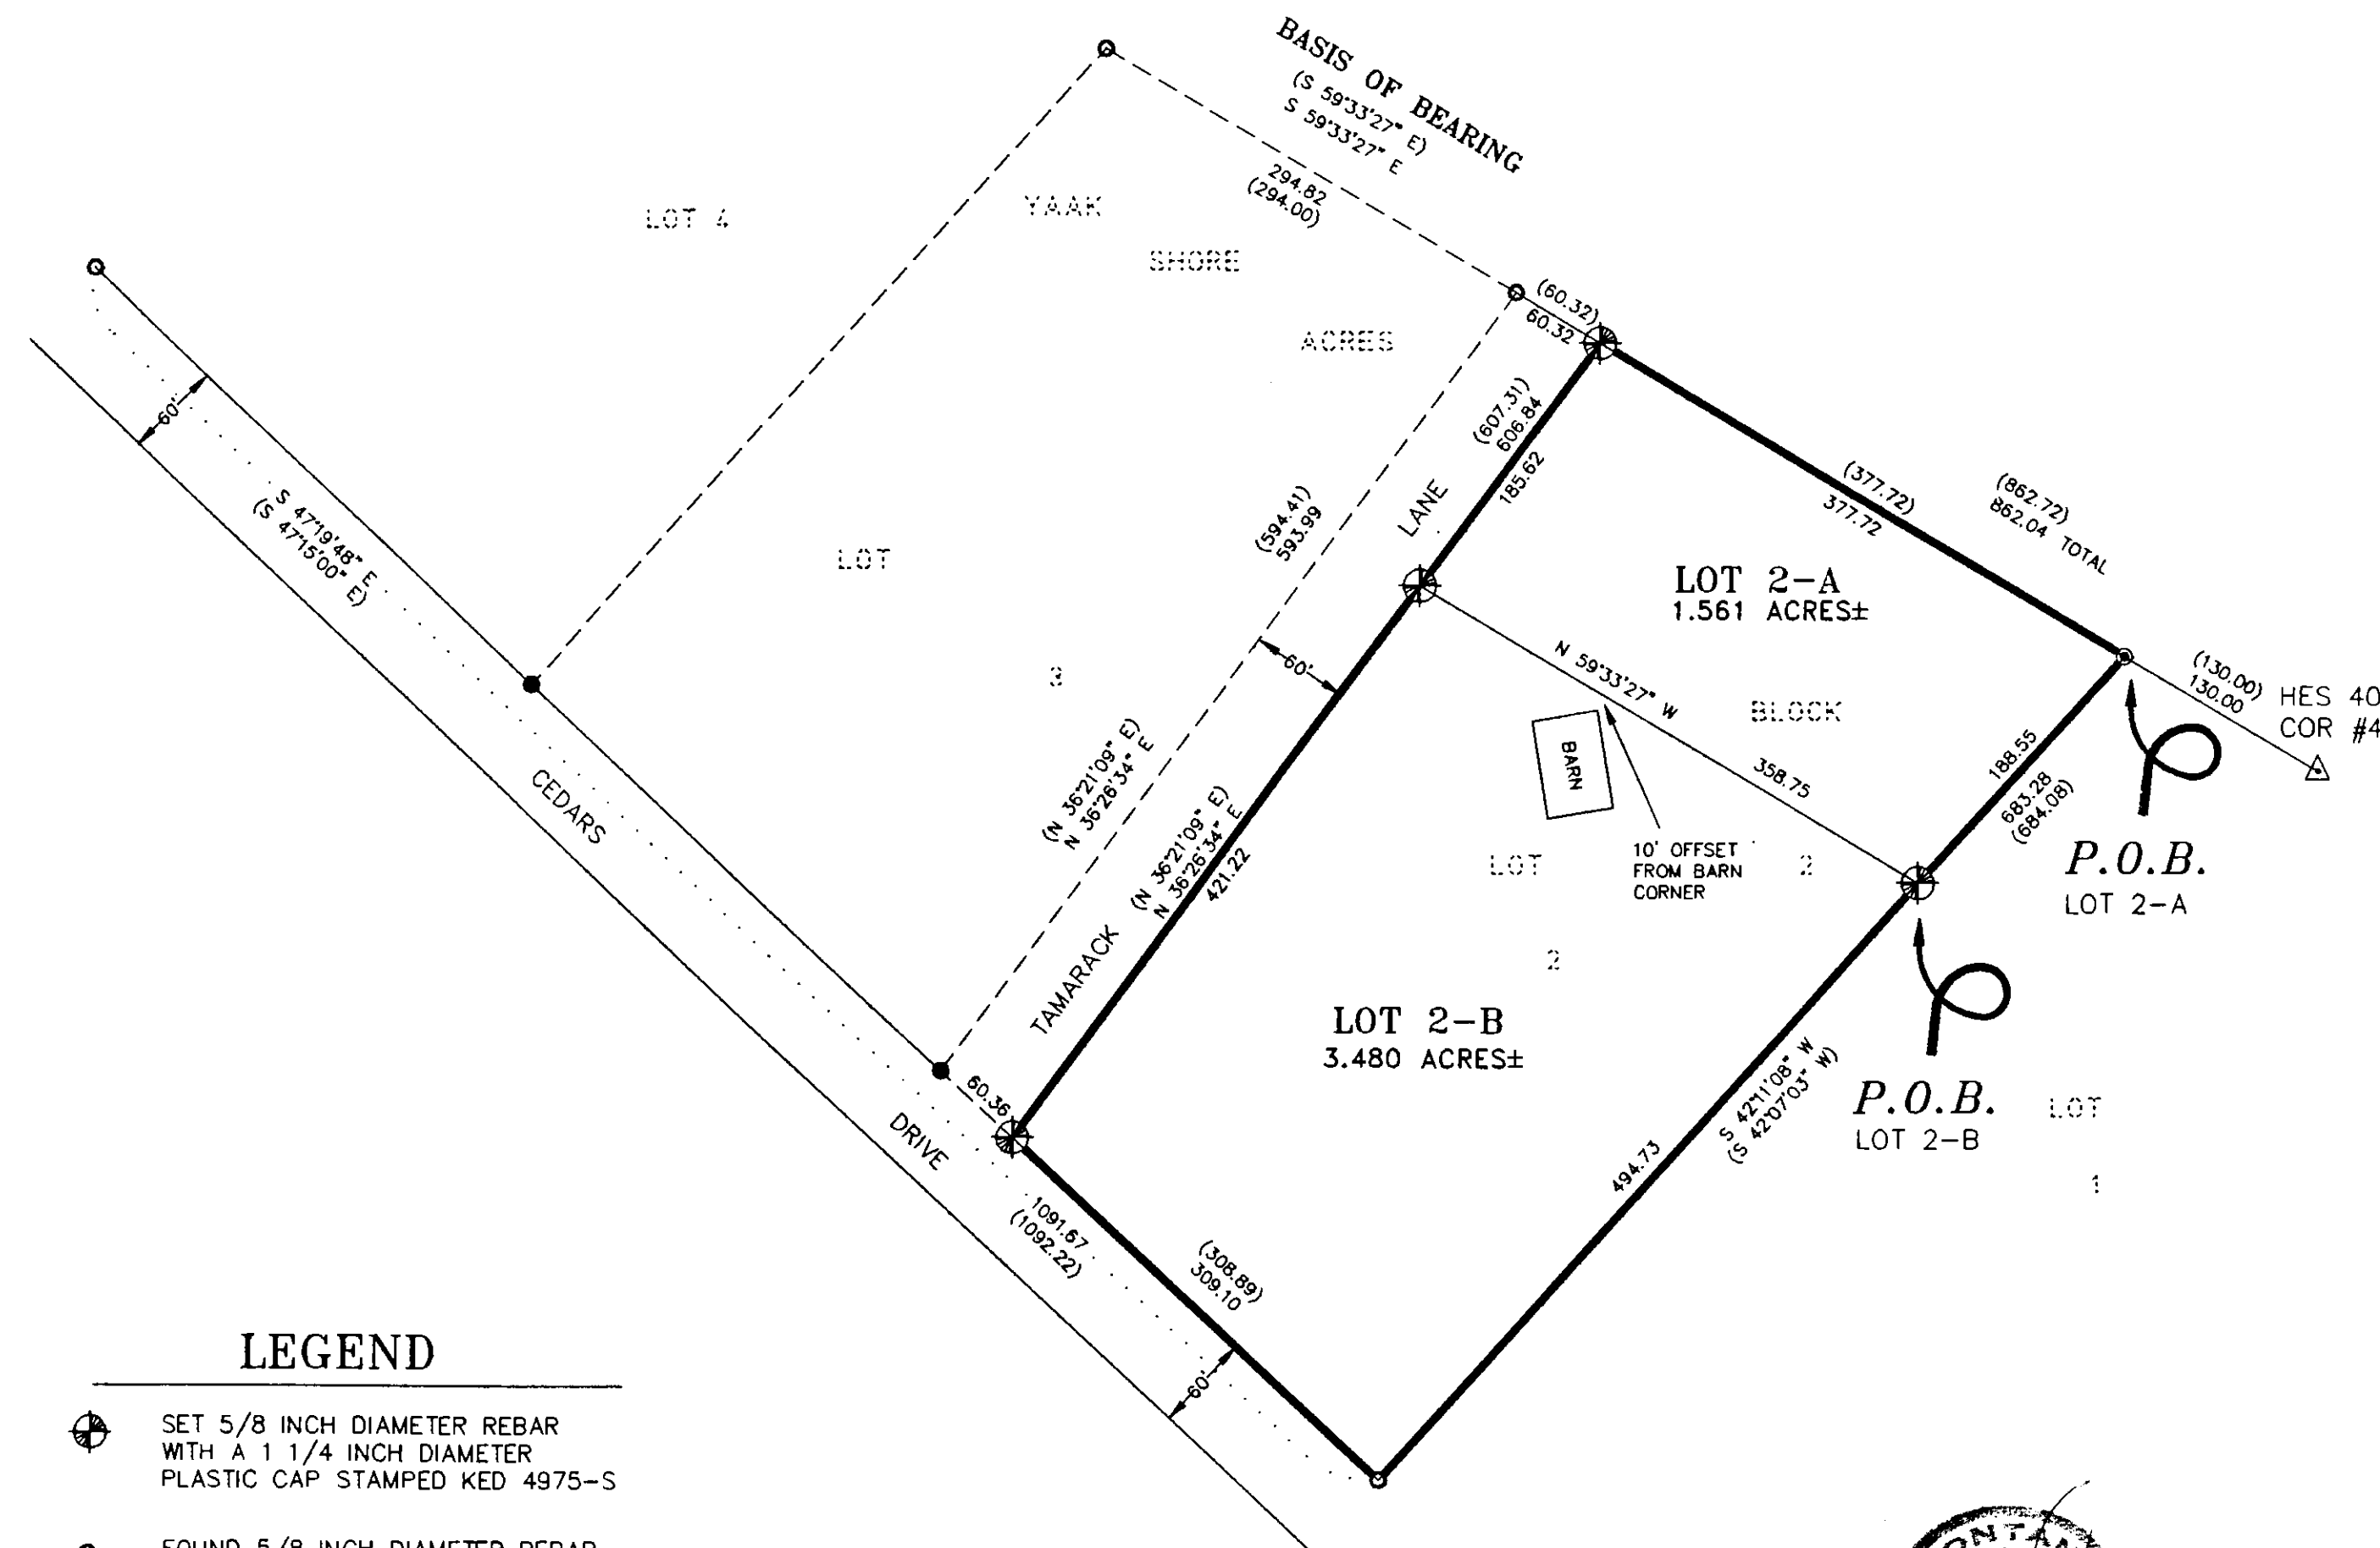 BASIS OF BEARING
(S 59°33'27" E)
S 59°33'27" E
294.82
(294.00)
LOT 4
YAAK
SHORE
ACRES
(60.32)
60.32
(607.31)
606.84
185.62
LANE
(594.41)
593.99
(377.72)
377.72
(862.72)
862.04 TOTAL
60'
S 47°19'48" E
(S 47°15'00" E)
LOT
3
LOT 2-A
1.561 ACRES±
60'
N 59°33'27" W
BLOCK
358.75
BARN
10' OFFSET
FROM BARN
CORNER
(130.00)
130.00
HES 40
COR #4
188.55
683.28
(684.08)
P.O.B.
LOT 2-A
CEDARS
(N 36°21'09" E)
N 36°26'34" E
(N 36°21'09" E)
N 36°26'34" E
421.22
TAMARACK
LOT
2
2
LOT 2-B
3.480 ACRES±
60.36
DRIVE
S 42°11'08" W
(S 42°07'03" W)
494.73
P.O.B.
LOT 2-B
LOT
1
1091.67
(1092.22)
(308.89)
309.10
60'
LEGEND
SET 5/8 INCH DIAMETER REBAR
WITH A 1 1/4 INCH DIAMETER
PLASTIC CAP STAMPED KED 4975-S
FOUND 5/8 INCH DIAMETER REBAR